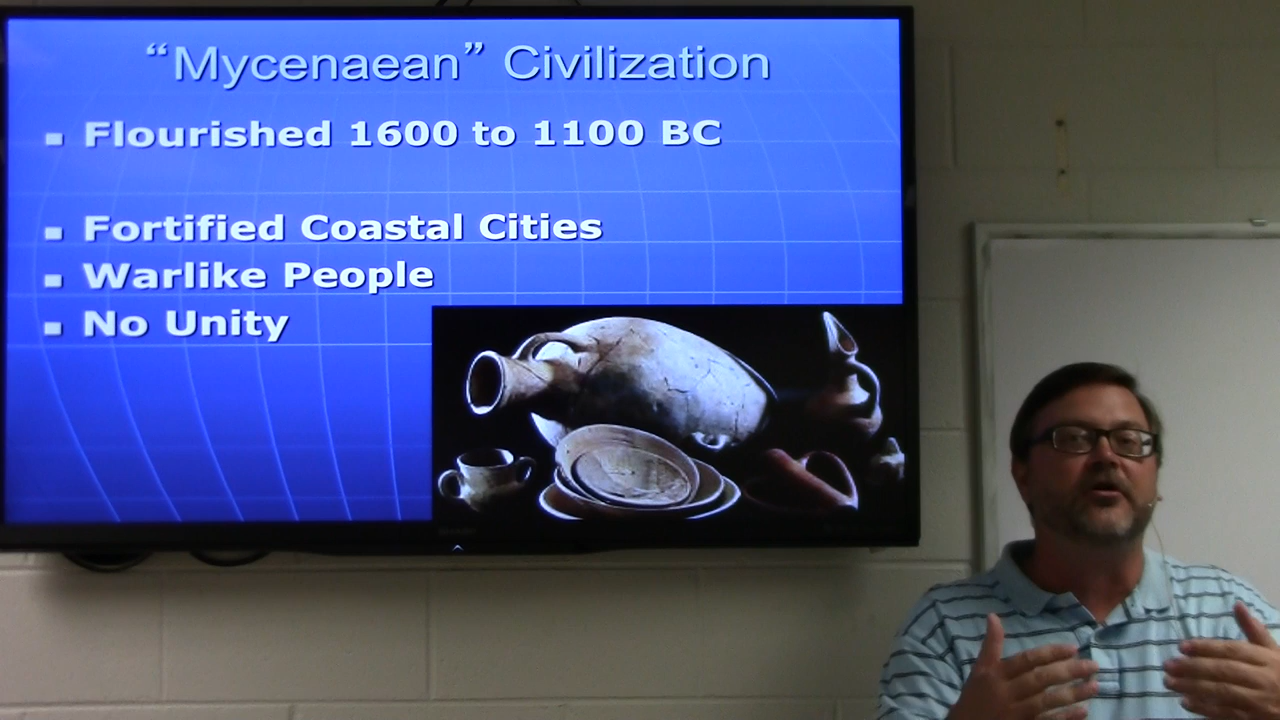 “Mycenaean” Civilization
Flourished 1600 to 1100 BC
Fortified Coastal Cities
Warlike People
No Unity